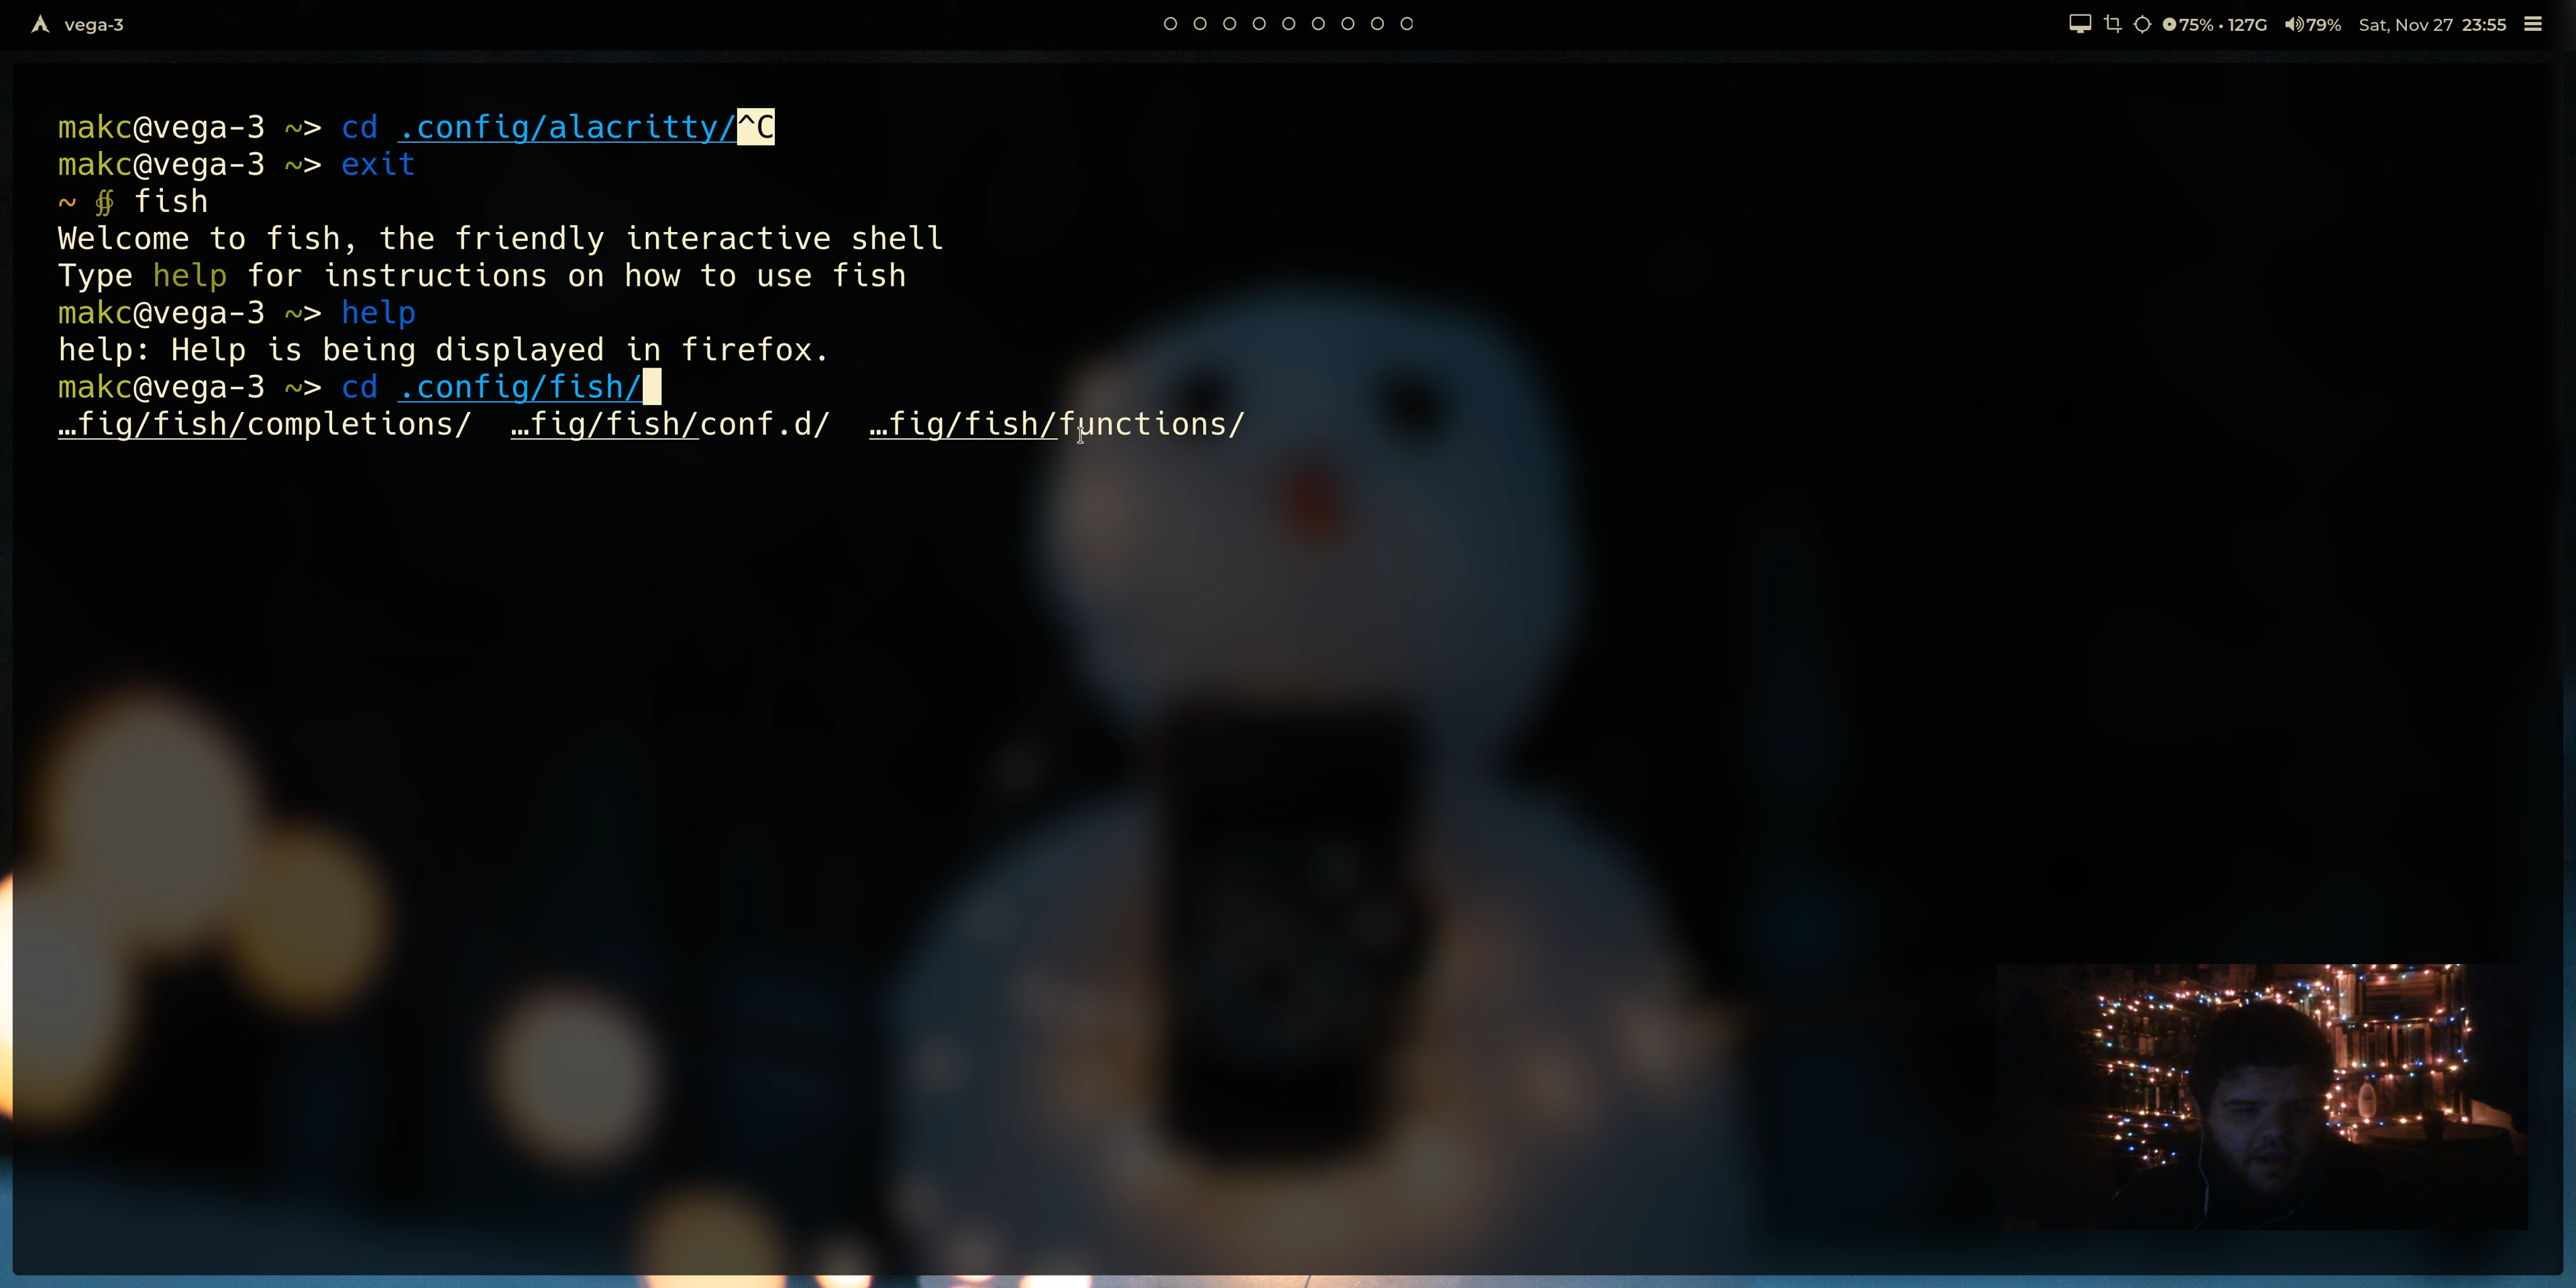 vega-3
75% • 127G 79% Sat, Nov 27 23:55
makc@vega-3 ~> cd .config/alacritty/^C
makc@vega-3 ~> exit
~ ∯ fish
Welcome to fish, the friendly interactive shell
Type help for instructions on how to use fish
makc@vega-3 ~> help
help: Help is being displayed in firefox.
makc@vega-3 ~> cd .config/fish/
…fig/fish/completions/ …fig/fish/conf.d/ …fig/fish/functions/